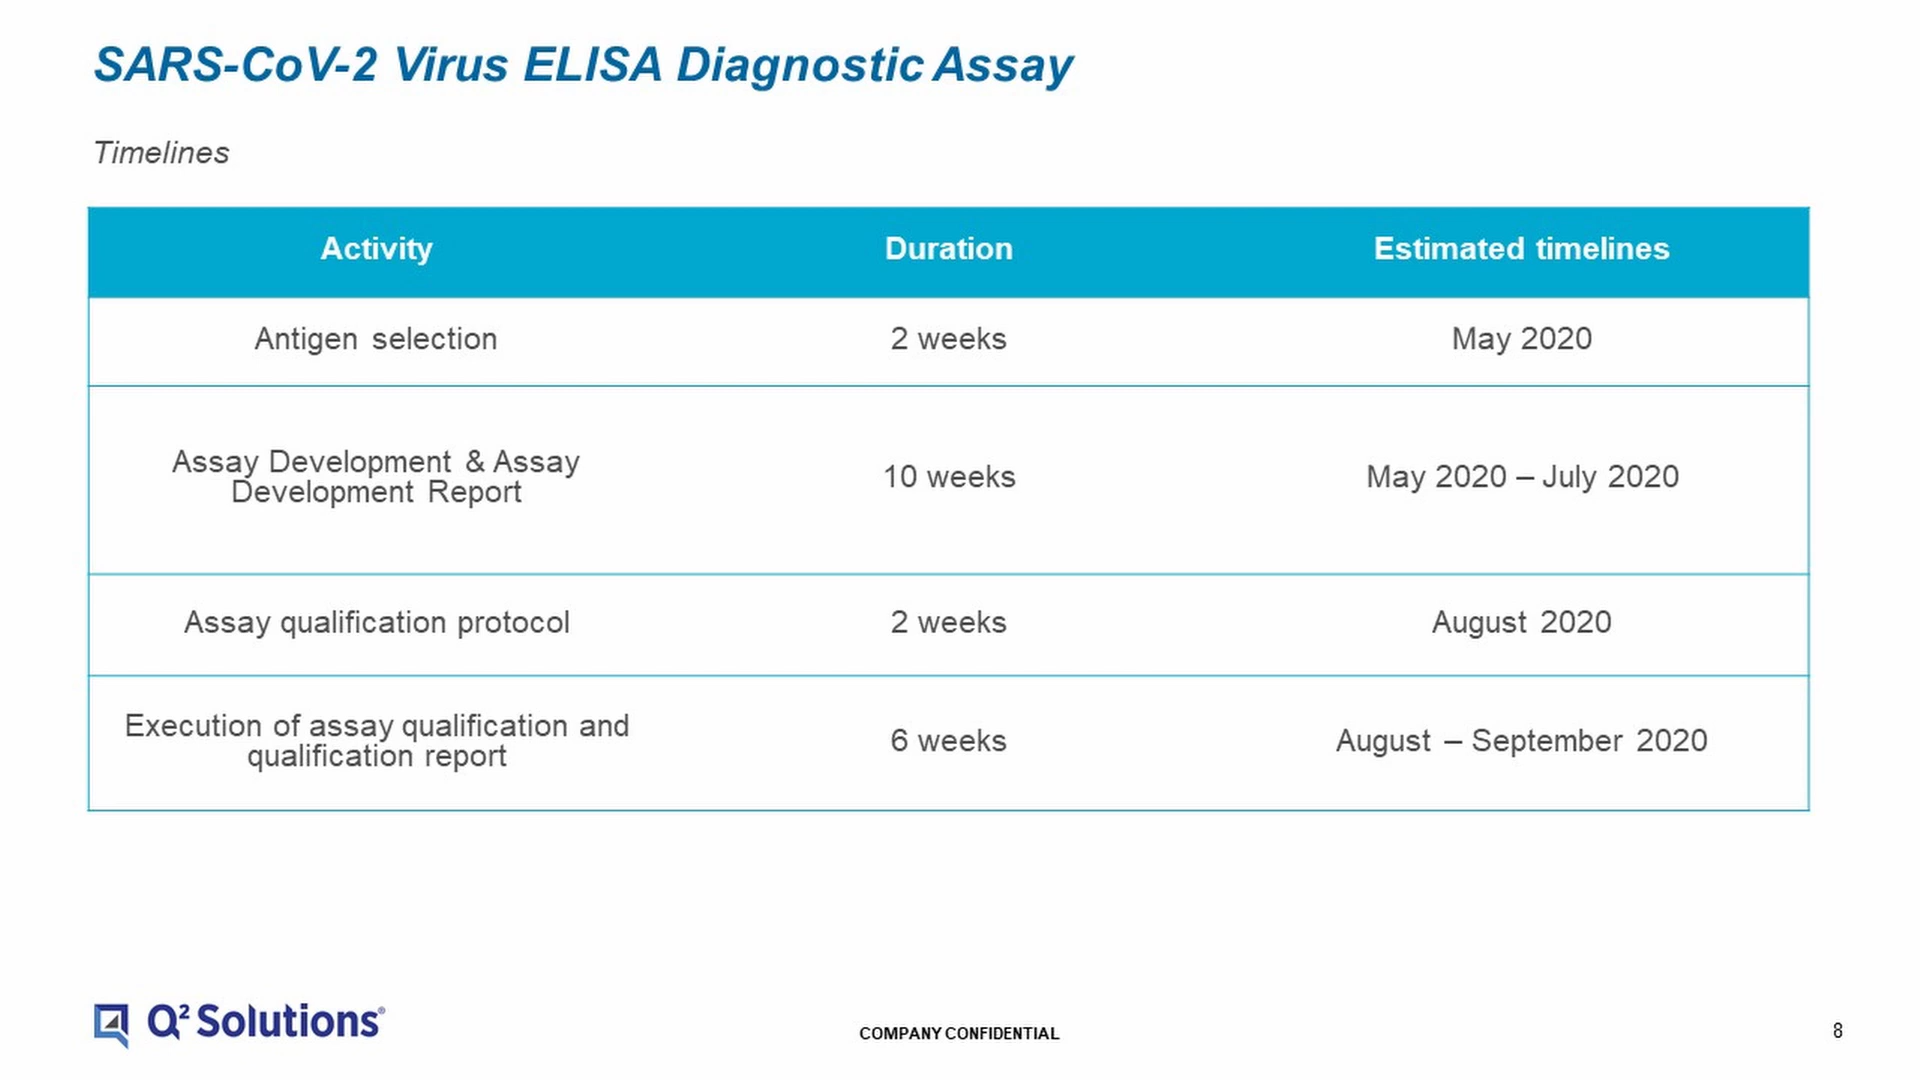 SARS-CoV-2 Virus ELISA Diagnostic Assay
Timelines
Activity Duration Estimated timelines
Antigen selection 2 weeks May 2020
Assay Development & Assay
Development Report 10 weeks May 2020 – July 2020
Assay qualification protocol 2 weeks August 2020
Execution of assay qualification and
qualification report 6 weeks August – September 2020
Q² Solutions®
COMPANY CONFIDENTIAL
8